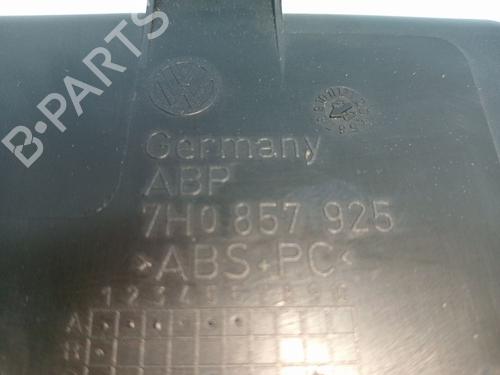 B-PARTS
Germany
ABP
7H0 857 925
>ABS+PC<
A